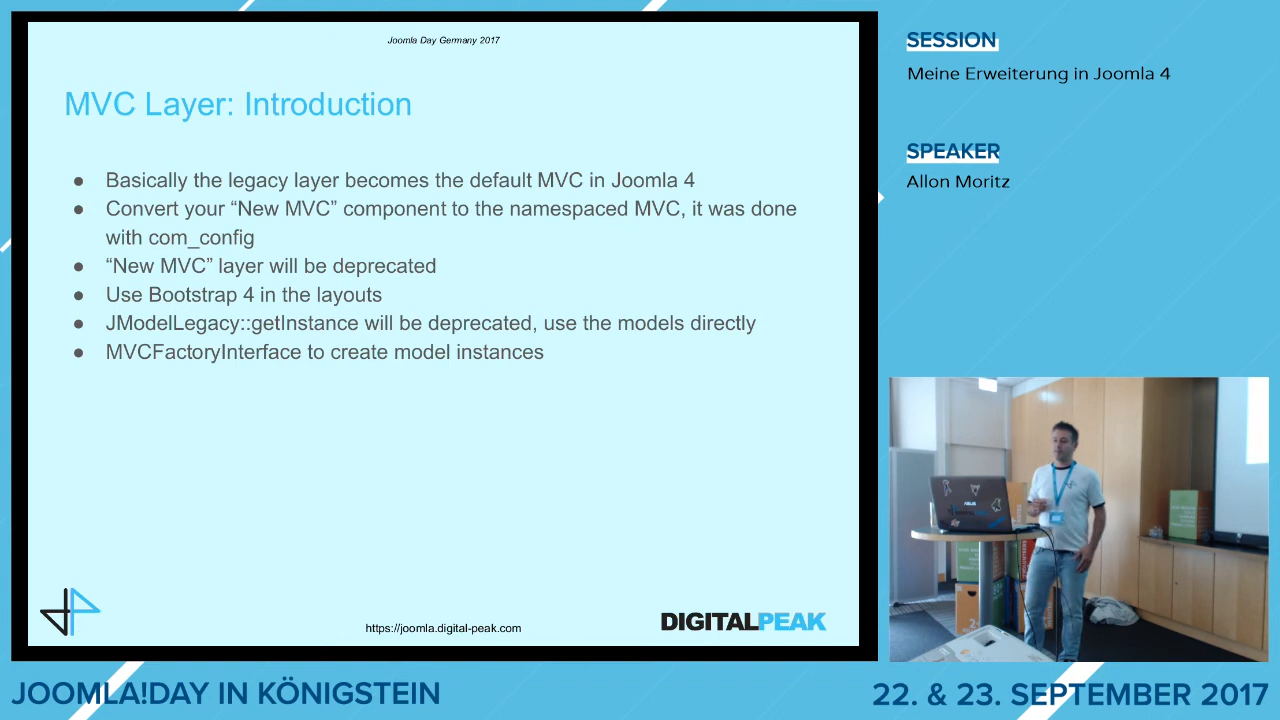 Joomla Day Germany 2017
MVC Layer: Introduction
● Basically the legacy layer becomes the default MVC in Joomla 4
● Convert your “New MVC” component to the namespaced MVC, it was done
with com_config
● “New MVC” layer will be deprecated
● Use Bootstrap 4 in the layouts
● JModelLegacy::getInstance will be deprecated, use the models directly
● MVCFactoryInterface to create model instances
https://joomla.digital-peak.com
DIGITALPEAK
SESSION
Meine Erweiterung in Joomla 4
SPEAKER
Allon Moritz
JOOMLA!DAY IN KÖNIGSTEIN
22. & 23. SEPTEMBER 2017